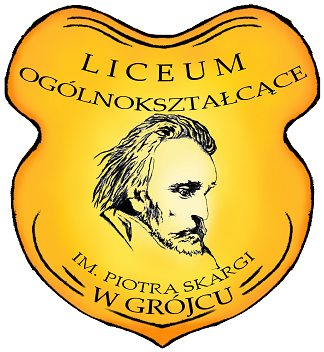 LICEUM
OGÓLNOKSZTAŁCĄCE
IM. PIOTRA SKARGI
W GRÓJCU